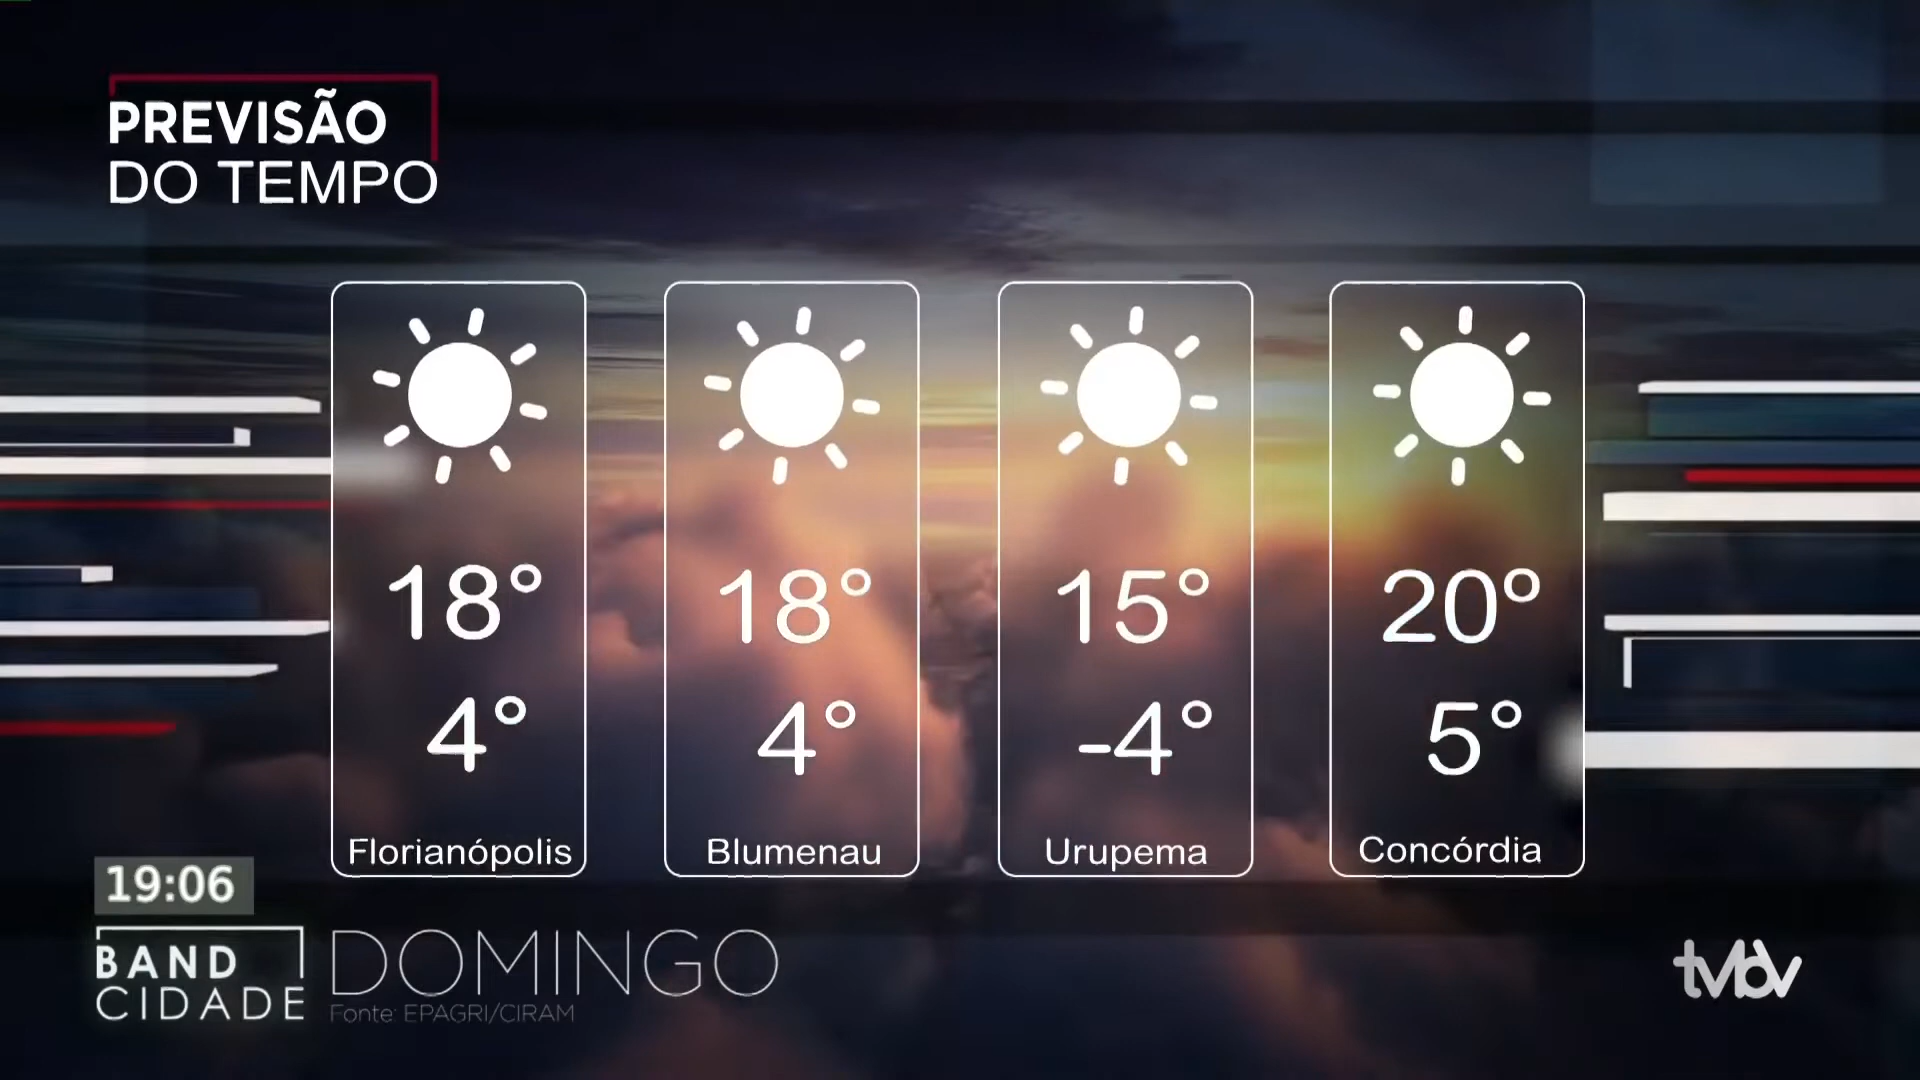 PREVISÃO
DO TEMPO
18° 18° 15° 20°
4° 4° -4° 5°
Florianópolis Blumenau Urupema Concórdia
19:06
BAND
CIDADE
DOMINGO
Fonte: EPAGRI/CIRAM
tvbv